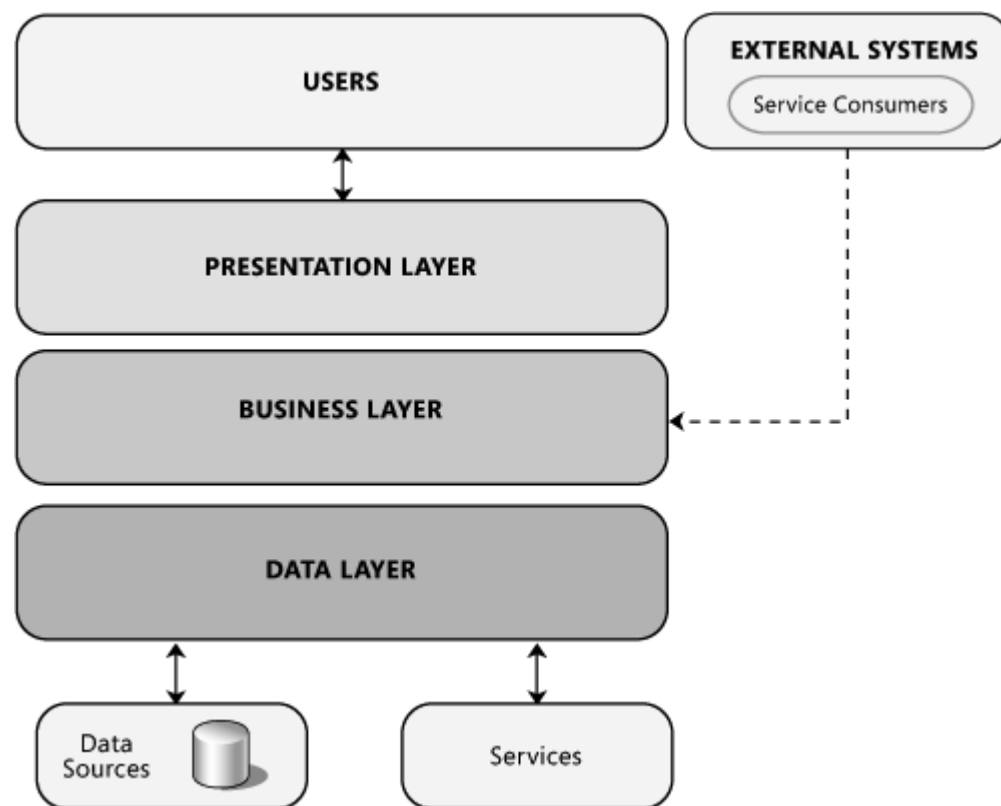 USERS
EXTERNAL SYSTEMS
Service Consumers
PRESENTATION LAYER
BUSINESS LAYER
DATA LAYER
Data
Sources
Services